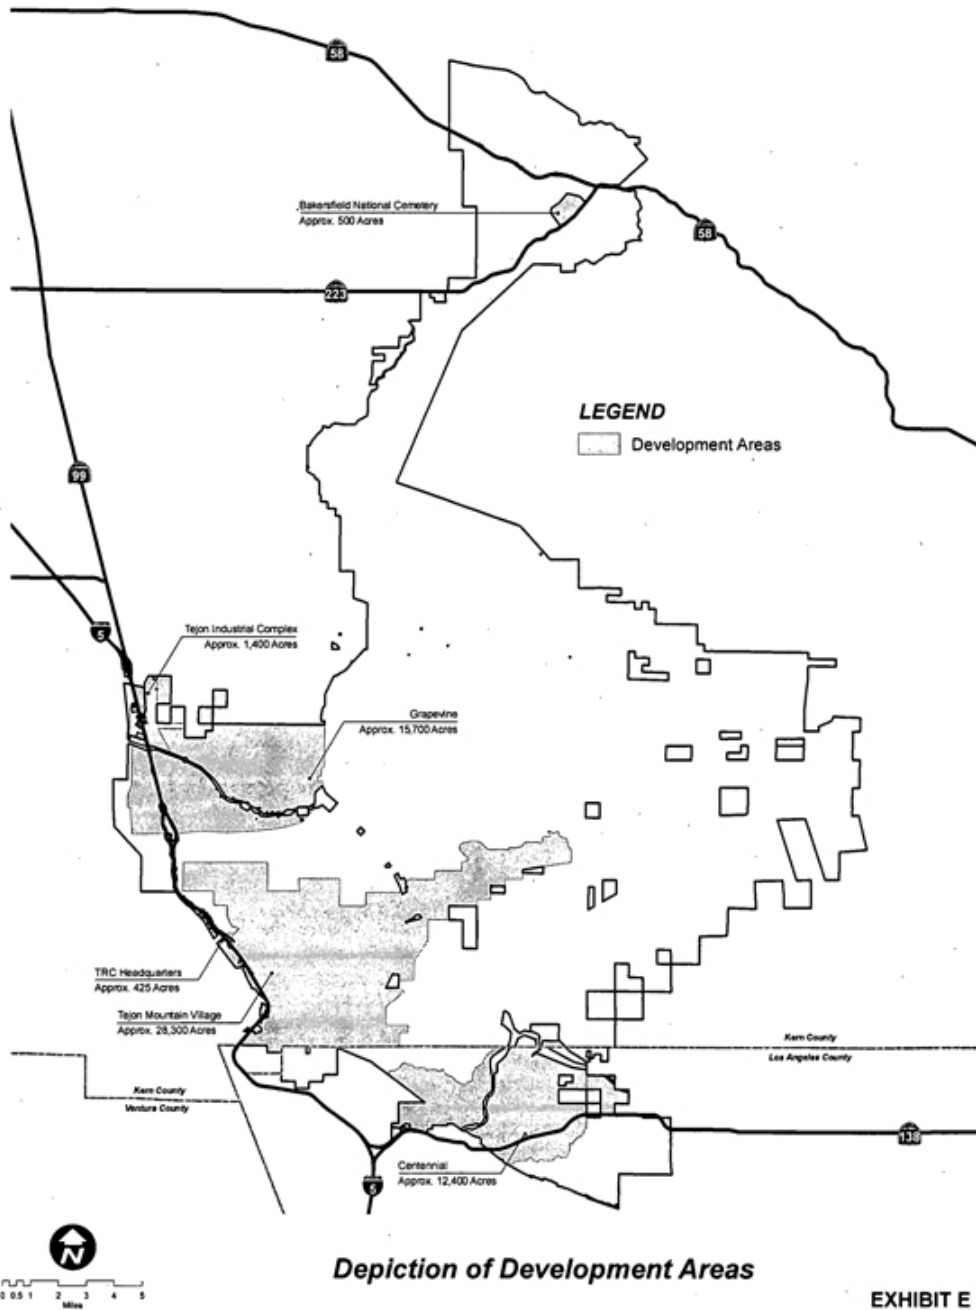 58
Bakersfield National Cemetery
Approx. 500 Acres
58
223
LEGEND
Development Areas
99
5
Tejon Industrial Complex
Approx. 1,400 Acres
Grapevine
Approx. 15,700 Acres
TRC Headquarters
Approx. 425 Acres
Tejon Mountain Village
Approx. 28,300 Acres
Kern County
Los Angeles County
Kern County
Ventura County
138
Centennial
Approx. 12,400 Acres
5
N
0 0.5 1 2 3 4 5
Miles
Depiction of Development Areas
EXHIBIT E